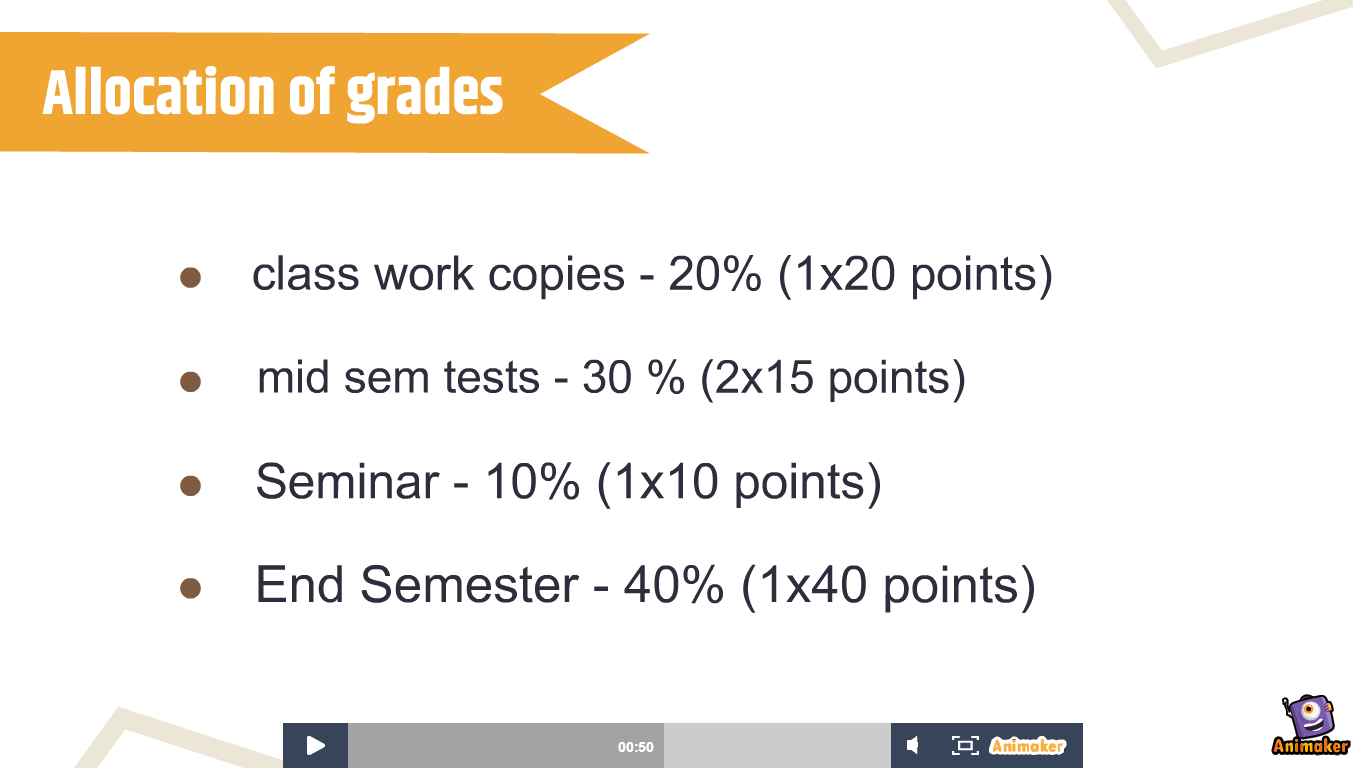 Allocation of grades
● class work copies - 20% (1x20 points)
● mid sem tests - 30 % (2x15 points)
● Seminar - 10% (1x10 points)
● End Semester - 40% (1x40 points)
00:50
Animaker
Animaker